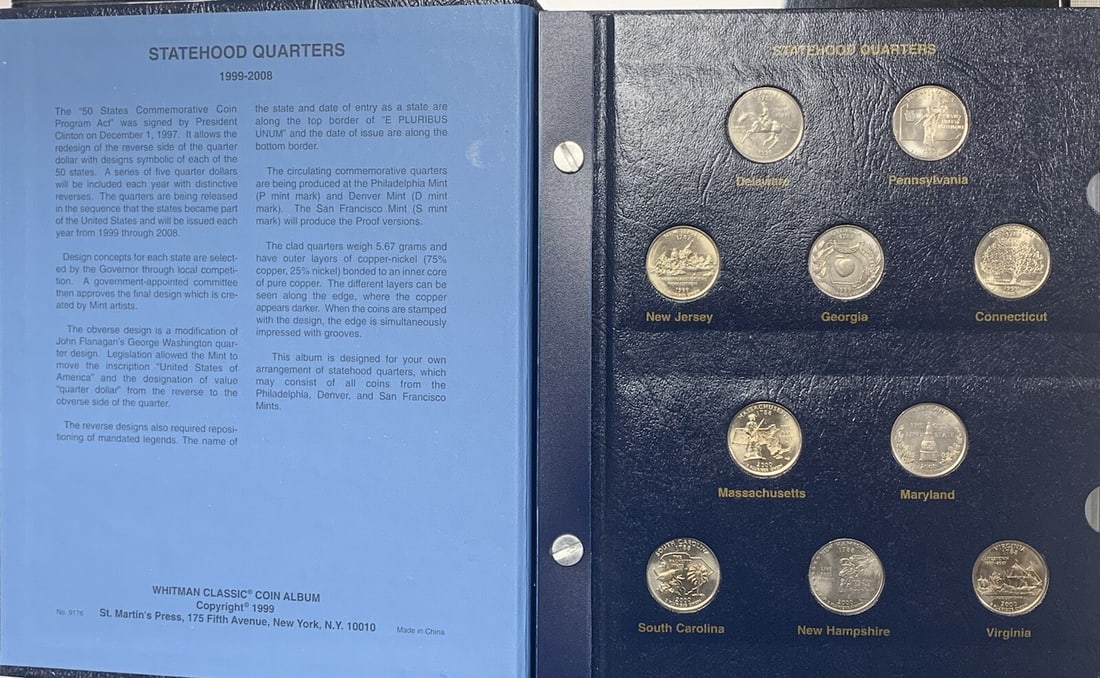 STATEHOOD QUARTERS
1999-2008
The "50 States Commemorative Coin
Program Act" was signed by President
Clinton on December 1, 1997. It allows the
redesign of the reverse side of the quarter
dollar with designs symbolic of each of the
50 states. A series of five quarter dollars
will be included each year with distinctive
reverses. The quarters are being released
in the sequence that the states became part
of the United States and will be issued each
year from 1999 through 2008.
Design concepts for each state are select-
ed by the Governor through local competi-
tion. A government-appointed committee
then approves the final design which is cre-
ated by Mint artists.
The obverse design is a modification of
John Flanagan's George Washington quar-
ter design. Legislation allowed the Mint to
move the inscription "United States of
America" and the designation of value
"quarter dollar" from the reverse to the
obverse side of the quarter.
The reverse designs also required reposi-
tioning of mandated legends. The name of
the state and date of entry as a state are
along the top border of "E PLURIBUS
UNUM" and the date of issue are along the
bottom border.
The circulating commemorative quarters
are being produced at the Philadelphia Mint
(P mint mark) and Denver Mint (D mint
mark). The San Francisco Mint (S mint
mark) will produce the Proof versions.
The clad quarters weigh 5.67 grams and
have outer layers of copper-nickel (75%
copper, 25% nickel) bonded to an inner core
of pure copper. The different layers can be
seen along the edge, where the copper
appears darker. When the coins are stamped
with the design, the edge is simultaneously
impressed with grooves.
This album is designed for your own
arrangement of statehood quarters, which
may consist of all coins from the
Philadelphia, Denver, and San Francisco
Mints.
WHITMAN CLASSIC® COIN ALBUM
Copyright© 1999
No. 9176 St. Martin's Press, 175 Fifth Avenue, New York, N.Y. 10010 Made in China
STATEHOOD QUARTERS
Delaware Pennsylvania
1999
New Jersey Georgia Connecticut
MASSACHUSETTS
1788
2000
Massachusetts Maryland
SOUTH CAROLINA
1788
2000
1788
2000
VIRGINIA
1788
2000
South Carolina New Hampshire Virginia